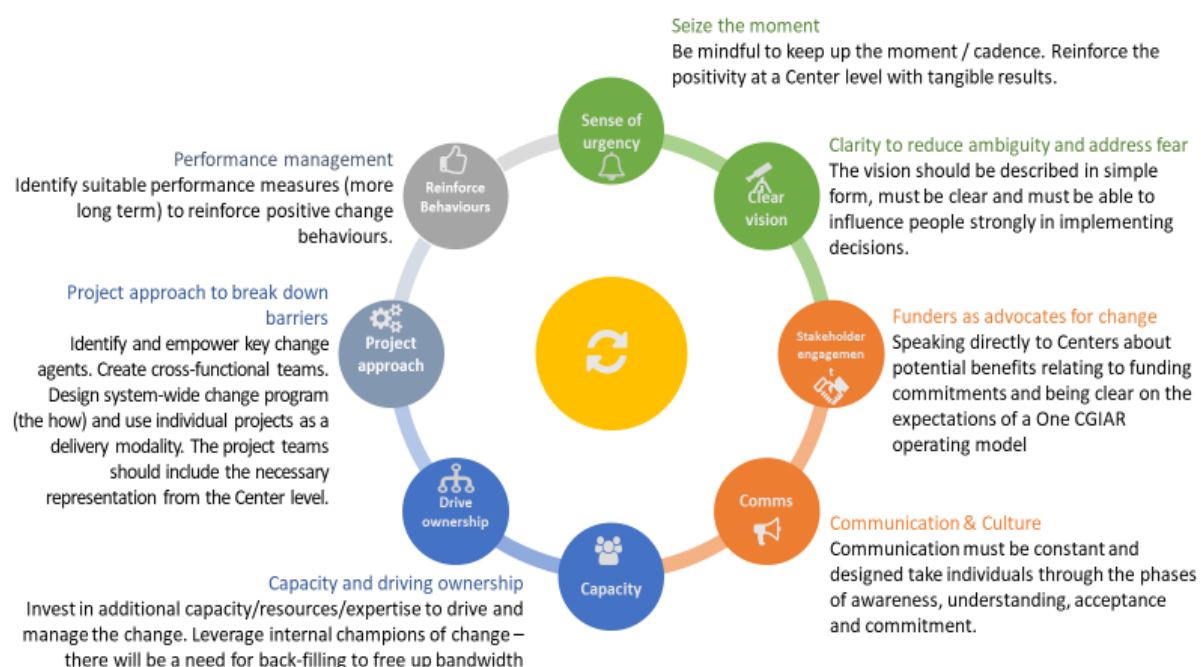 Seize the moment
Be mindful to keep up the moment / cadence. Reinforce the
positivity at a Center level with tangible results.
Sense of
urgency
Clarity to reduce ambiguity and address fear
The vision should be described in simple
form, must be clear and must be able to
influence people strongly in implementing
decisions.
Clear
vision
Funders as advocates for change
Speaking directly to Centers about
potential benefits relating to funding
commitments and being clear on the
expectations of a One CGIAR
operating model
Stakeholder
engagemen
t
Comms
Communication & Culture
Communication must be constant and
designed take individuals through the phases
of awareness, understanding, acceptance
and commitment.
Capacity
Drive
ownership
Capacity and driving ownership
Invest in additional capacity/resources/expertise to drive and
manage the change. Leverage internal champions of change –
there will be a need for back-filling to free up bandwidth
Project
approach
Project approach to break down
barriers
Identify and empower key change
agents. Create cross-functional teams.
Design system-wide change program
(the how) and use individual projects as a
delivery modality. The project teams
should include the necessary
representation from the Center level.
Reinforce
Behaviours
Performance management
Identify suitable performance measures (more
long term) to reinforce positive change
behaviours.